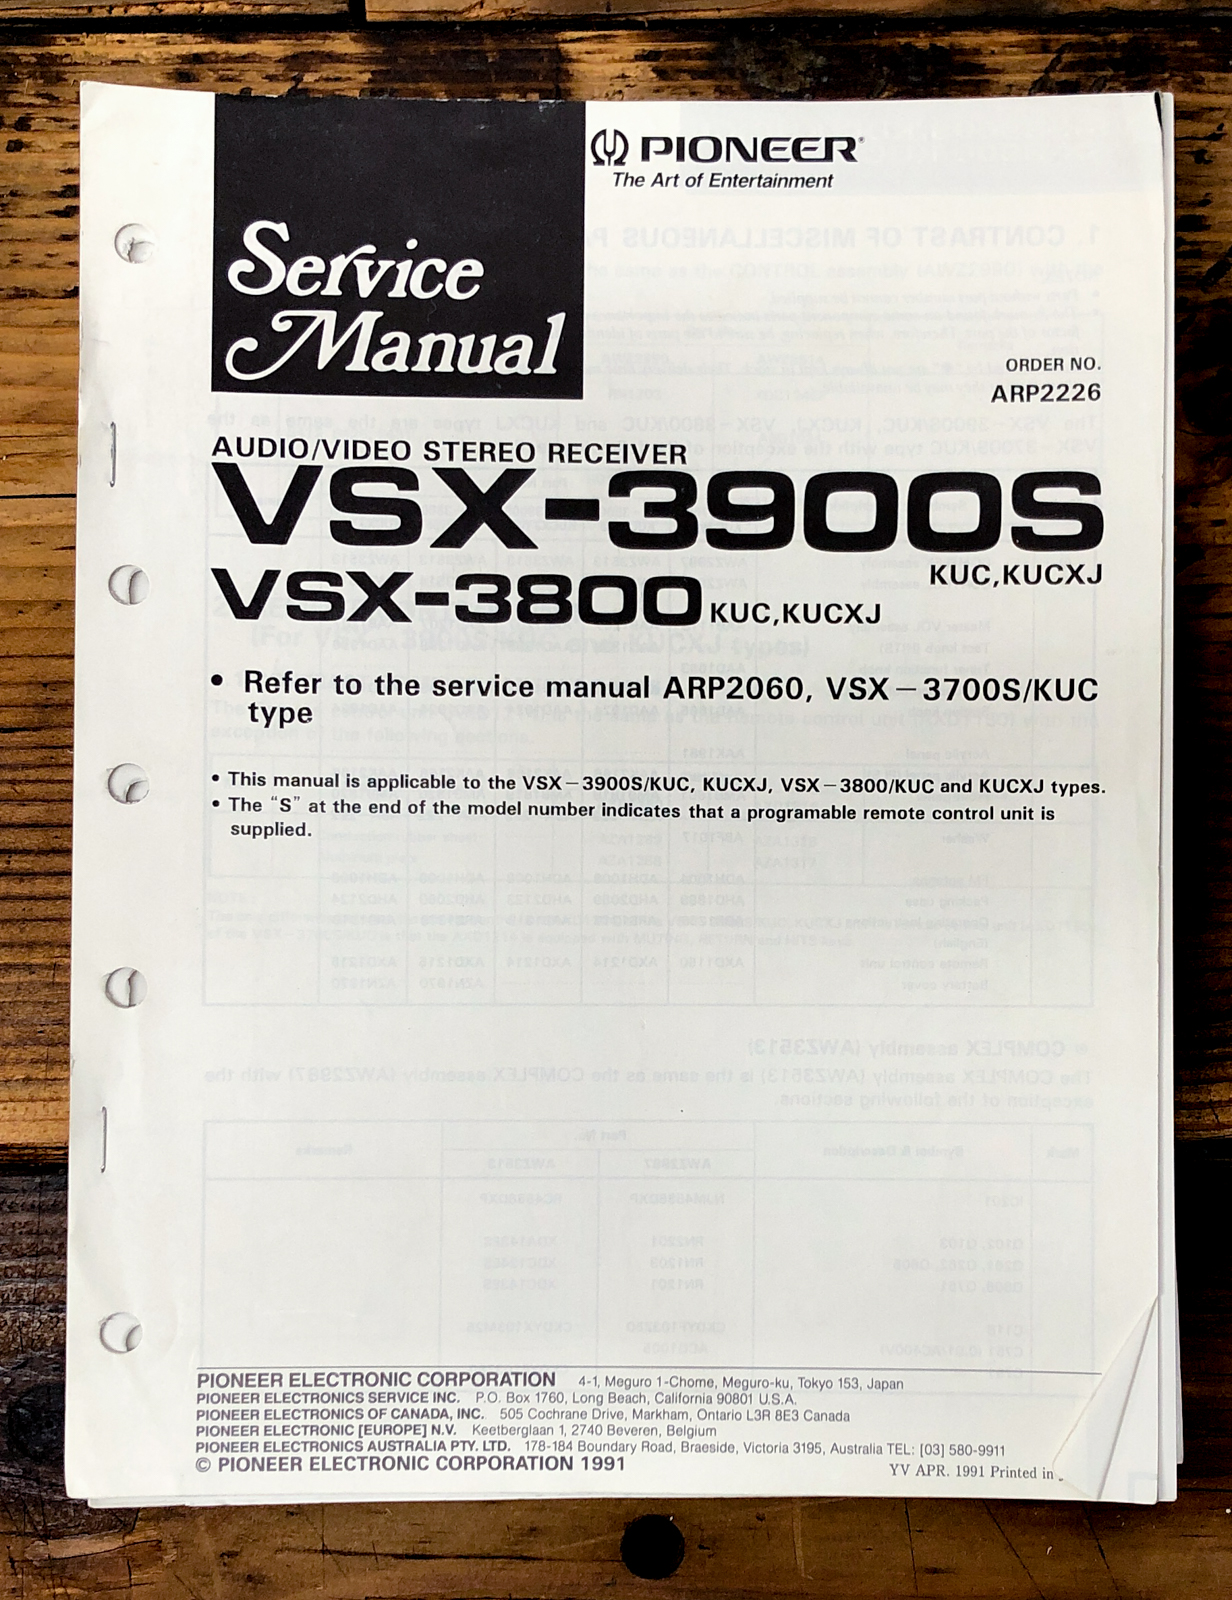 PIONEER®
The Art of Entertainment
Service
Manual
ORDER NO.
ARP2226
AUDIO/VIDEO STEREO RECEIVER
VSX-3900S
KUC,KUCXJ
VSX-3800 KUC,KUCXJ
• Refer to the service manual ARP2060, VSX-3700S/KUC
type
• This manual is applicable to the VSX-3900S/KUC, KUCXJ, VSX-3800/KUC and KUCXJ types.
• The "S" at the end of the model number indicates that a programable remote control unit is
supplied.
PIONEER ELECTRONIC CORPORATION 4-1, Meguro 1-Chome, Meguro-ku, Tokyo 153, Japan
PIONEER ELECTRONICS SERVICE INC. P.O. Box 1760, Long Beach, California 90801 U.S.A.
PIONEER ELECTRONICS OF CANADA, INC. 505 Cochrane Drive, Markham, Ontario L3R 8E3 Canada
PIONEER ELECTRONIC [EUROPE] N.V. Keetberglaan 1, 2740 Beveren, Belgium
PIONEER ELECTRONICS AUSTRALIA PTY. LTD. 178-184 Boundary Road, Braeside, Victoria 3195, Australia TEL: [03] 580-9911
© PIONEER ELECTRONIC CORPORATION 1991
YV APR. 1991 Printed in